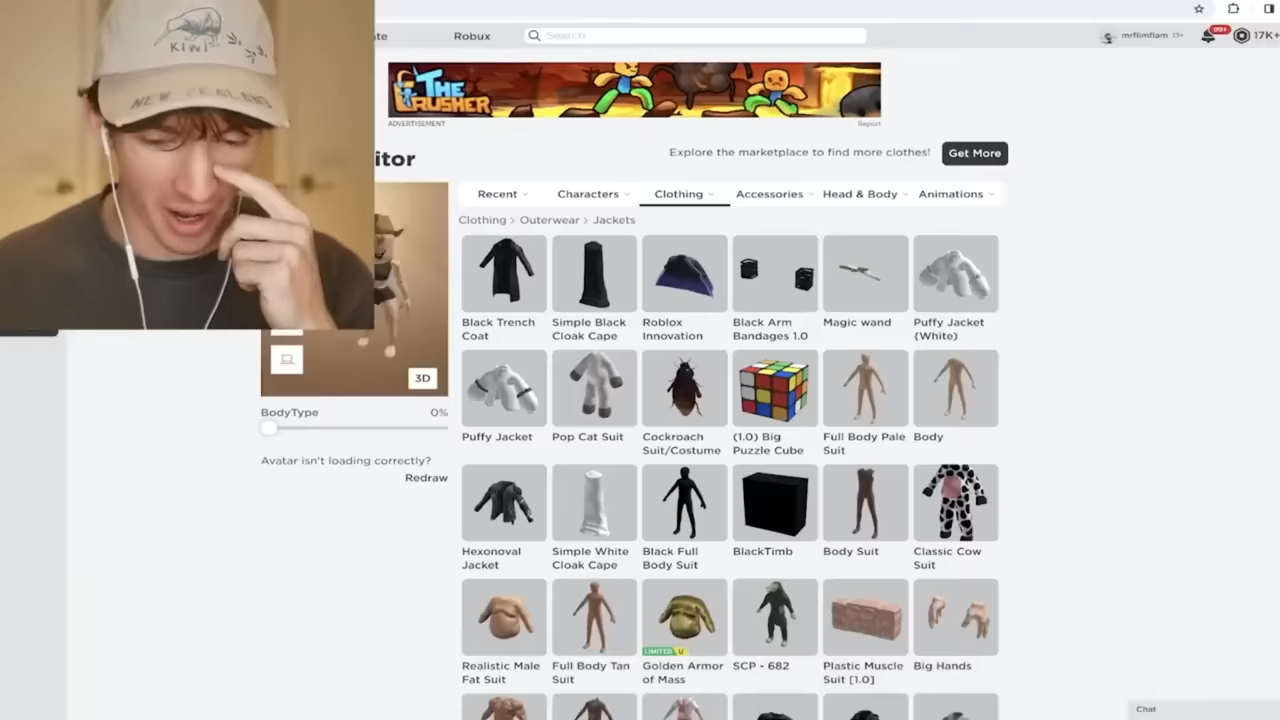 KIWI
NEW ZEALAND
Robux
Search
mrflimflam 13+
99+
17K+
THE CRUSHER
ADVERTISEMENT
Report
itor
Explore the marketplace to find more clothes!
Get More
Recent
Characters
Clothing
Accessories
Head & Body
Animations
Clothing > Outerwear > Jackets
Black Trench Coat
Simple Black Cloak Cape
Roblox Innovation
Black Arm Bandages 1.0
Magic wand
Puffy Jacket (White)
3D
BodyType 0%
Avatar isn't loading correctly?
Redraw
Puffy Jacket
Pop Cat Suit
Cockroach Suit/Costume
(1.0) Big Puzzle Cube
Full Body Pale Suit
Body
Hexonoval Jacket
Simple White Cloak Cape
Black Full Body Suit
BlackTimb
Body Suit
Classic Cow Suit
LIMITED U
Realistic Male Fat Suit
Full Body Tan Suit
Golden Armor of Mass
SCP - 682
Plastic Muscle Suit [1.0]
Big Hands
Chat